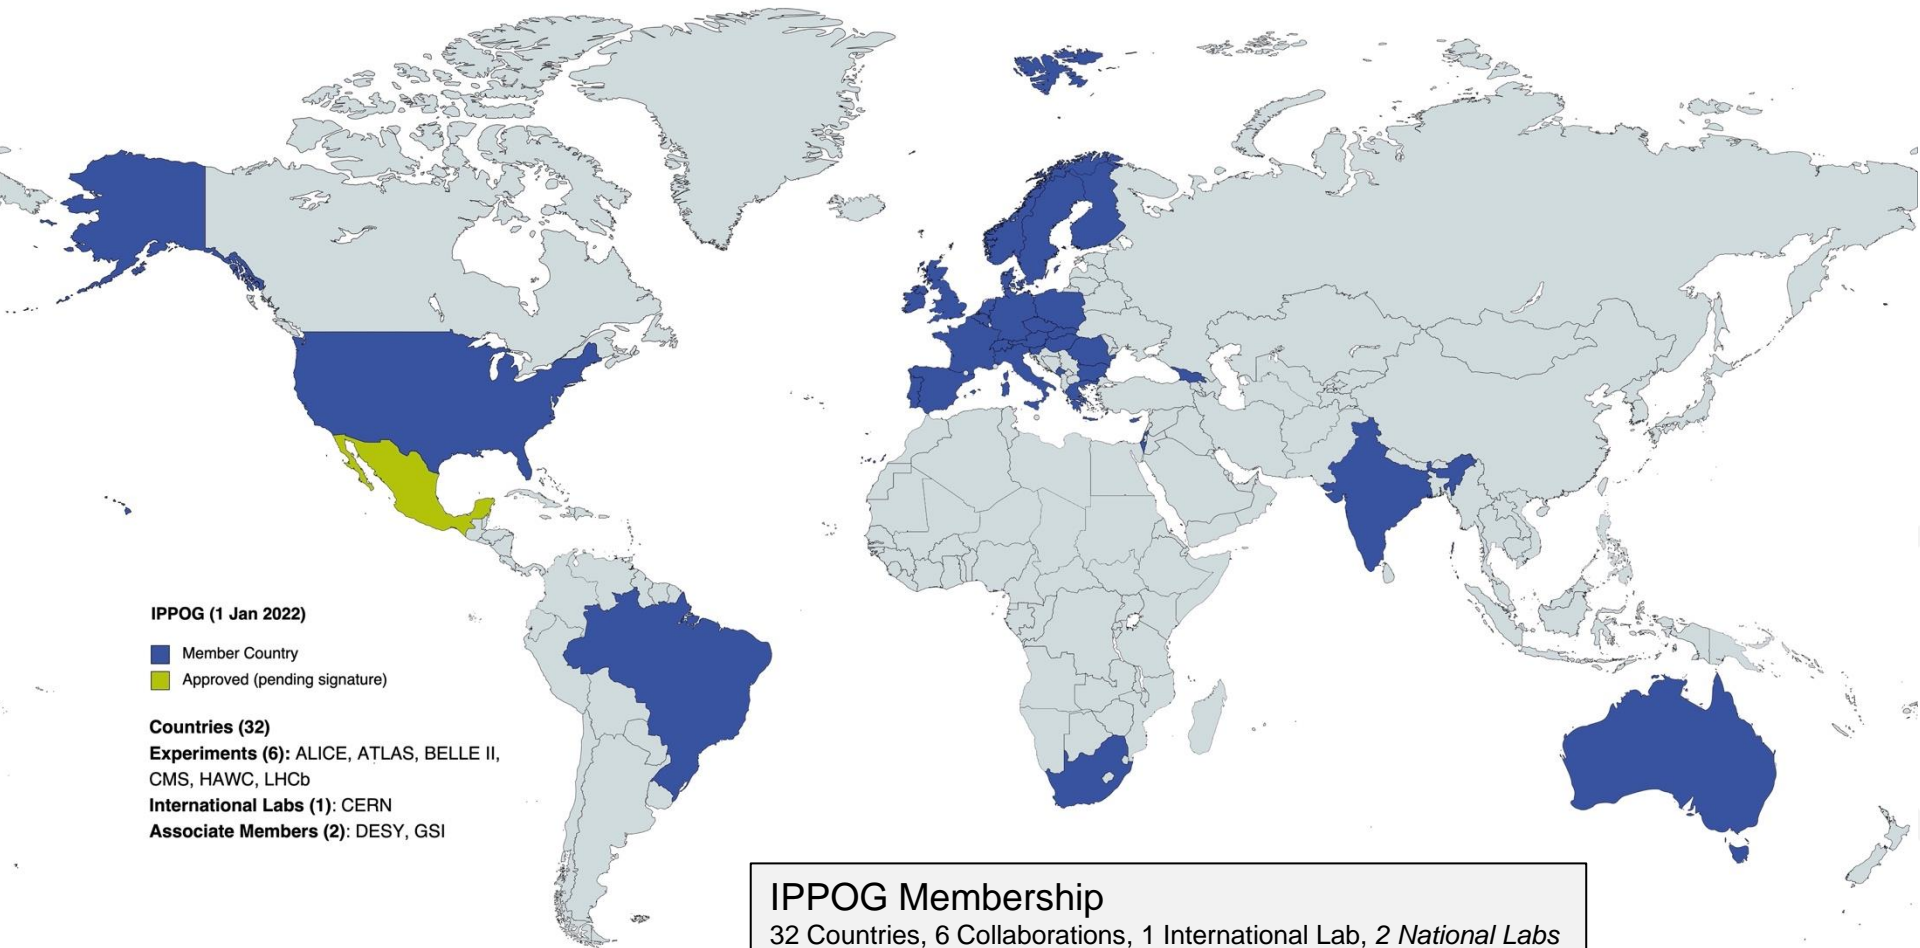 IPPOG (1 Jan 2022)
Member Country
Approved (pending signature)
Countries (32)
Experiments (6): ALICE, ATLAS, BELLE II,
CMS, HAWC, LHCb
International Labs (1): CERN
Associate Members (2): DESY, GSI
IPPOG Membership
32 Countries, 6 Collaborations, 1 International Lab, 2 National Labs